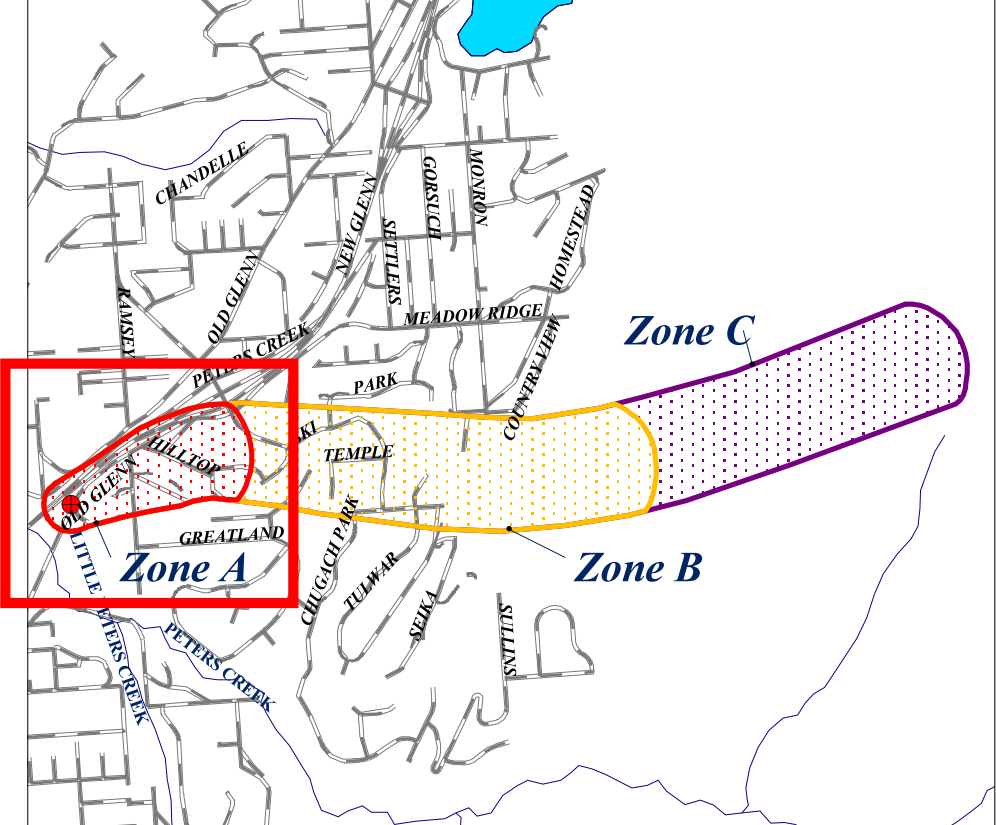 CHANDELLE
GORSUCH
MONRON
NEW GLENN
HOMESTEAD
SETTLERS
OLD GLENN
RAMSEY
MEADOW RIDGE
Zone C
PETERS CREEK
COUNTRY VIEW
PARK
SKI
HILLTOP
TEMPLE
OLD GLENN
GREATLAND
CHUGACH PARK
Zone A
Zone B
TULWAR
LITTLE PETERS CREEK
SEIKA
SULLINS
PETERS CREEK